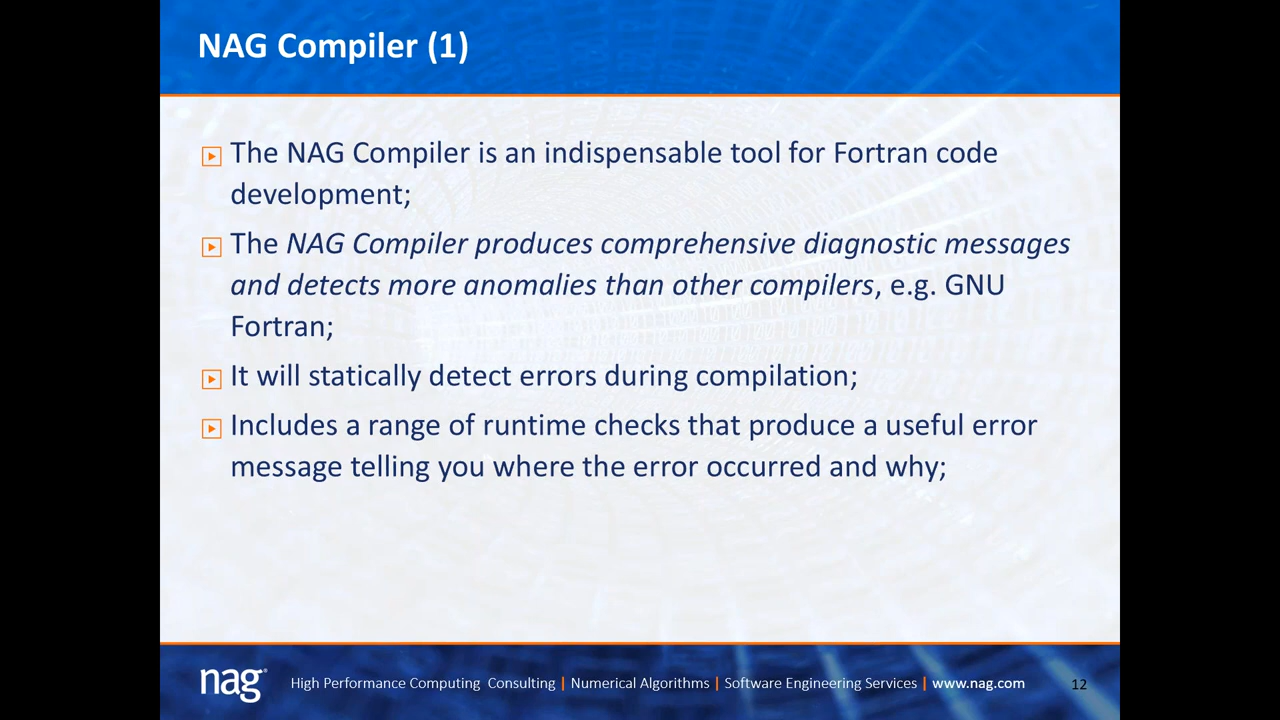 NAG Compiler (1)
The NAG Compiler is an indispensable tool for Fortran code
development;
The NAG Compiler produces comprehensive diagnostic messages
and detects more anomalies than other compilers, e.g. GNU
Fortran;
It will statically detect errors during compilation;
Includes a range of runtime checks that produce a useful error
message telling you where the error occurred and why;
nag® High Performance Computing Consulting | Numerical Algorithms | Software Engineering Services | www.nag.com 12